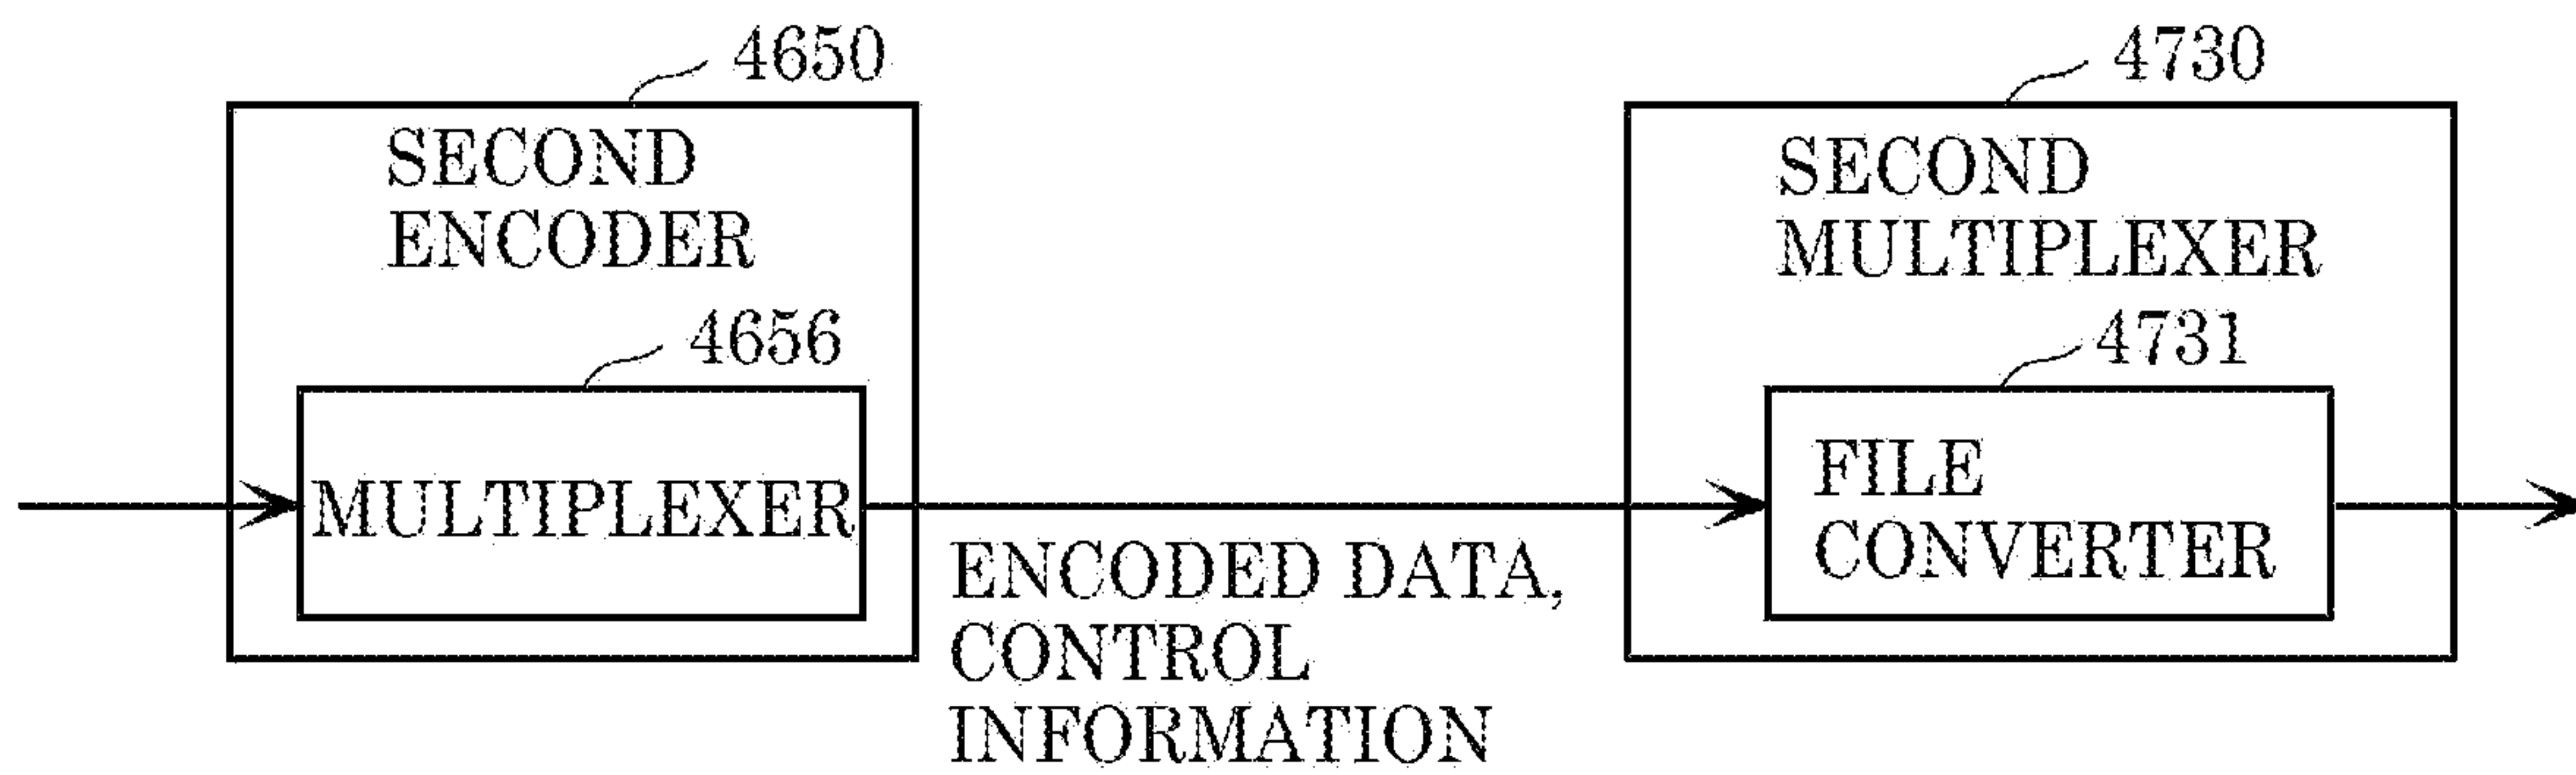 4650
SECOND
ENCODER
4656
MULTIPLEXER
ENCODED DATA,
CONTROL
INFORMATION
4730
SECOND
MULTIPLEXER
4731
FILE
CONVERTER